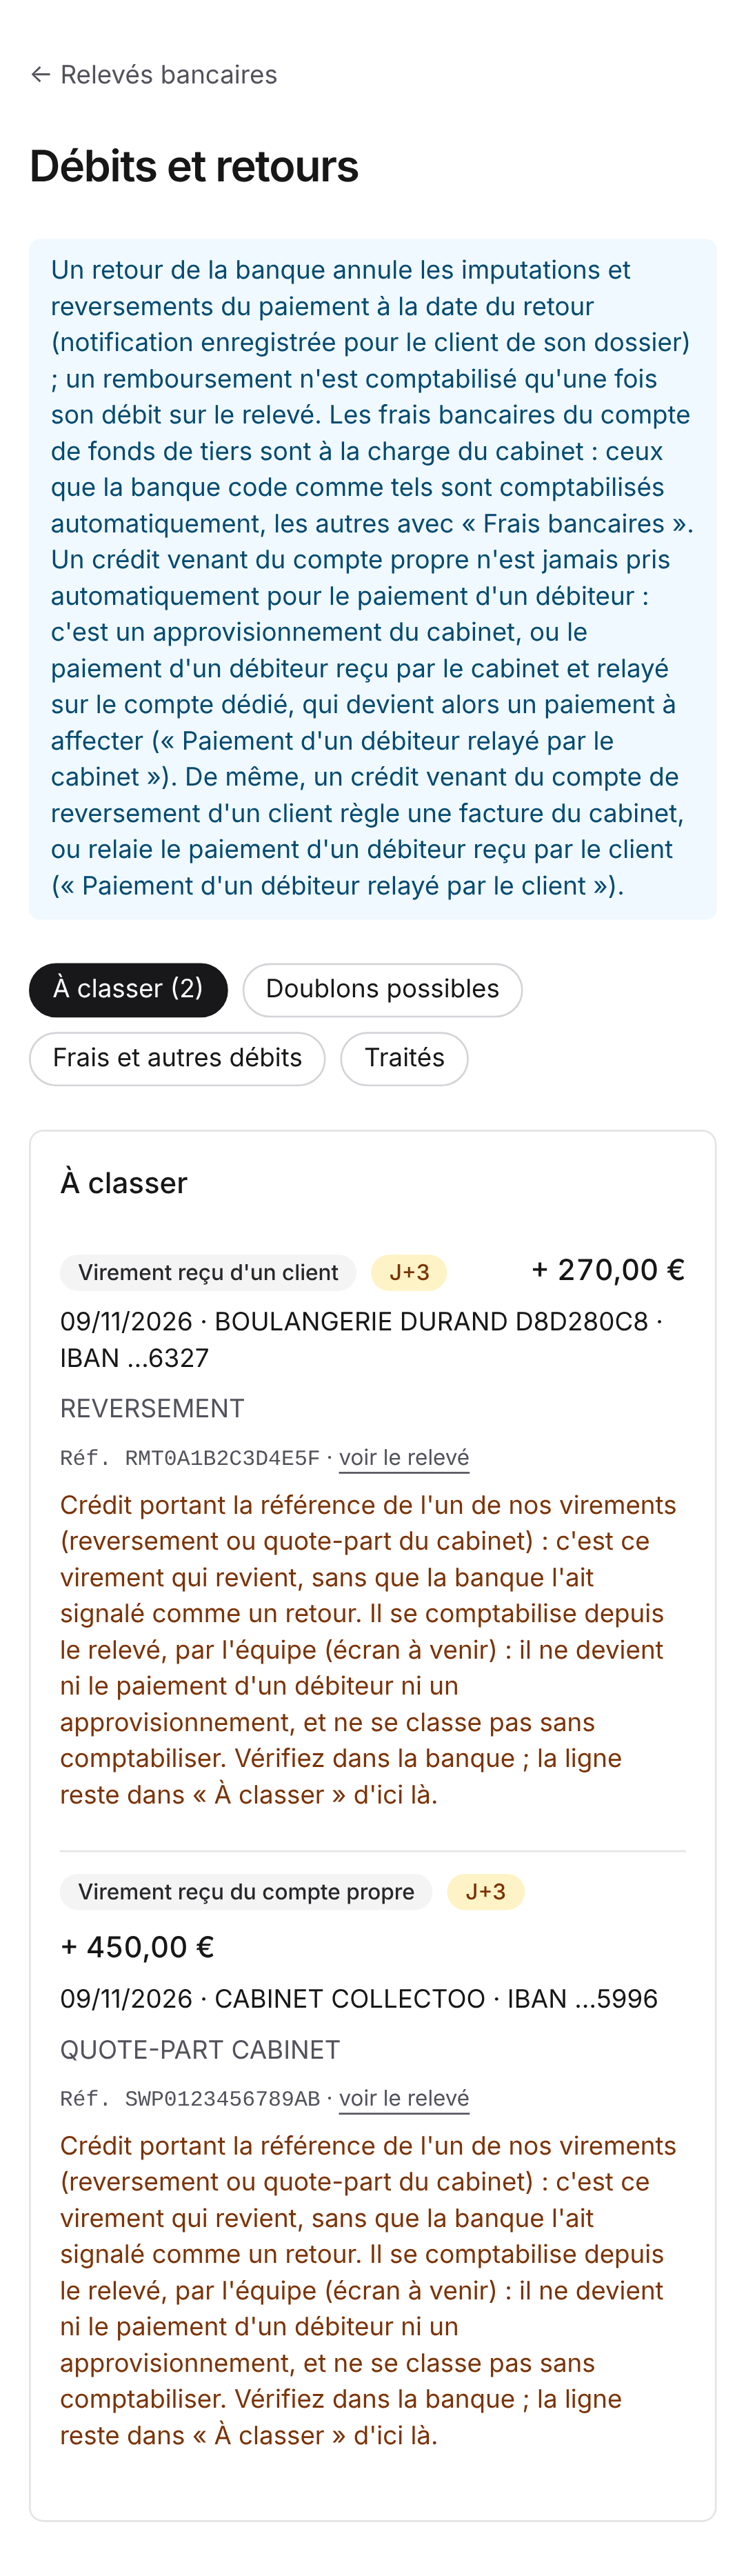 ← Relevés bancaires
Débits et retours
Un retour de la banque annule les imputations et
reversements du paiement à la date du retour
(notification enregistrée pour le client de son dossier)
; un remboursement n'est comptabilisé qu'une fois
son débit sur le relevé. Les frais bancaires du compte
de fonds de tiers sont à la charge du cabinet : ceux
que la banque code comme tels sont comptabilisés
automatiquement, les autres avec « Frais bancaires ».
Un crédit venant du compte propre n'est jamais pris
automatiquement pour le paiement d'un débiteur :
c'est un approvisionnement du cabinet, ou le
paiement d'un débiteur reçu par le cabinet et relayé
sur le compte dédié, qui devient alors un paiement à
affecter (« Paiement d'un débiteur relayé par le
cabinet »). De même, un crédit venant du compte de
reversement d'un client règle une facture du cabinet,
ou relaie le paiement d'un débiteur reçu par le client
(« Paiement d'un débiteur relayé par le client »).
À classer (2) Doublons possibles
Frais et autres débits Traités
À classer
Virement reçu d'un client J+3 + 270,00 €
09/11/2026 · BOULANGERIE DURAND D8D280C8 ·
IBAN …6327
REVERSEMENT
Réf. RMT0A1B2C3D4E5F · voir le relevé
Crédit portant la référence de l'un de nos virements
(reversement ou quote-part du cabinet) : c'est ce
virement qui revient, sans que la banque l'ait
signalé comme un retour. Il se comptabilise depuis
le relevé, par l'équipe (écran à venir) : il ne devient
ni le paiement d'un débiteur ni un
approvisionnement, et ne se classe pas sans
comptabiliser. Vérifiez dans la banque ; la ligne
reste dans « À classer » d'ici là.
Virement reçu du compte propre J+3
+ 450,00 €
09/11/2026 · CABINET COLLECTOO · IBAN …5996
QUOTE-PART CABINET
Réf. SWP0123456789AB · voir le relevé
Crédit portant la référence de l'un de nos virements
(reversement ou quote-part du cabinet) : c'est ce
virement qui revient, sans que la banque l'ait
signalé comme un retour. Il se comptabilise depuis
le relevé, par l'équipe (écran à venir) : il ne devient
ni le paiement d'un débiteur ni un
approvisionnement, et ne se classe pas sans
comptabiliser. Vérifiez dans la banque ; la ligne
reste dans « À classer » d'ici là.